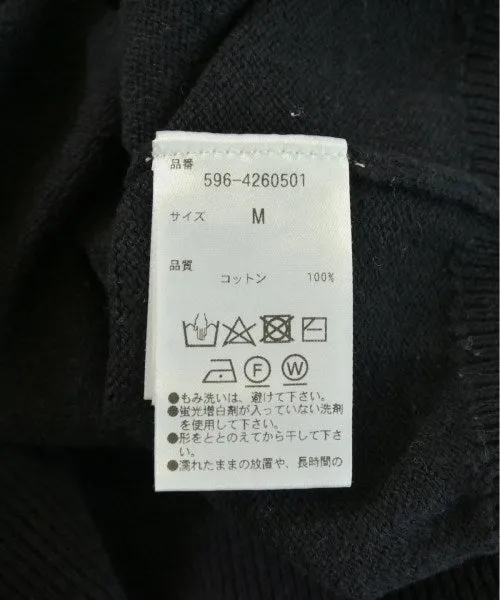 品番
596-4260501
サイズ M
品質
コットン 100%
F W
●もみ洗いは、避けて下さい。
●蛍光増白剤が入っていない洗剤
を使用して下さい。
●形をととのえてから干して下さ
い。
●濡れたままの放置や、長時間の